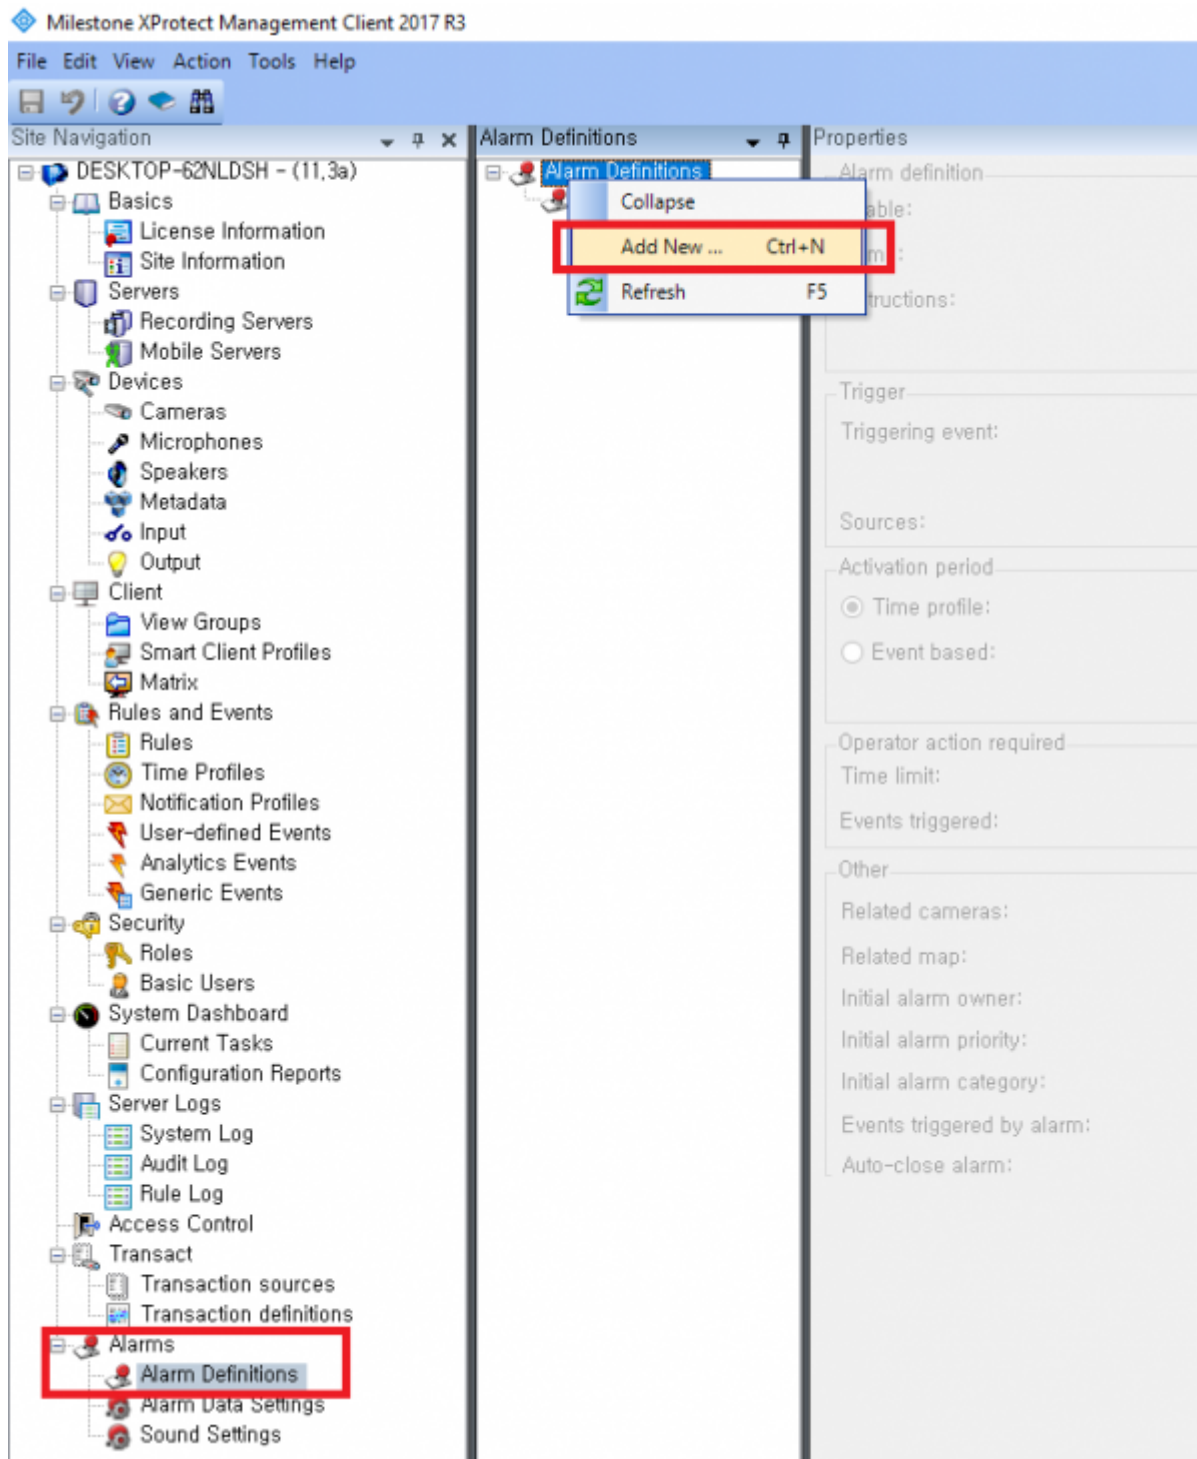 Milestone XProtect Management Client 2017 R3
File Edit View Action Tools Help
Site Navigation
DESKTOP-62NLDSH - (11,3a)
Basics
License Information
Site Information
Servers
Recording Servers
Mobile Servers
Devices
Cameras
Microphones
Speakers
Metadata
Input
Output
Client
View Groups
Smart Client Profiles
Matrix
Rules and Events
Rules
Time Profiles
Notification Profiles
User-defined Events
Analytics Events
Generic Events
Security
Roles
Basic Users
System Dashboard
Current Tasks
Configuration Reports
Server Logs
System Log
Audit Log
Rule Log
Access Control
Transact
Transaction sources
Transaction definitions
Alarms
Alarm Definitions
Alarm Data Settings
Sound Settings
Alarm Definitions
Alarm Definitions
Collapse
Add New ... Ctrl+N
Refresh F5
Properties
Alarm definition
Trigger
Triggering event:
Sources:
Activation period
Time profile:
Event based:
Operator action required
Time limit:
Events triggered:
Other
Related cameras:
Related map:
Initial alarm owner:
Initial alarm priority:
Initial alarm category:
Events triggered by alarm:
Auto-close alarm: